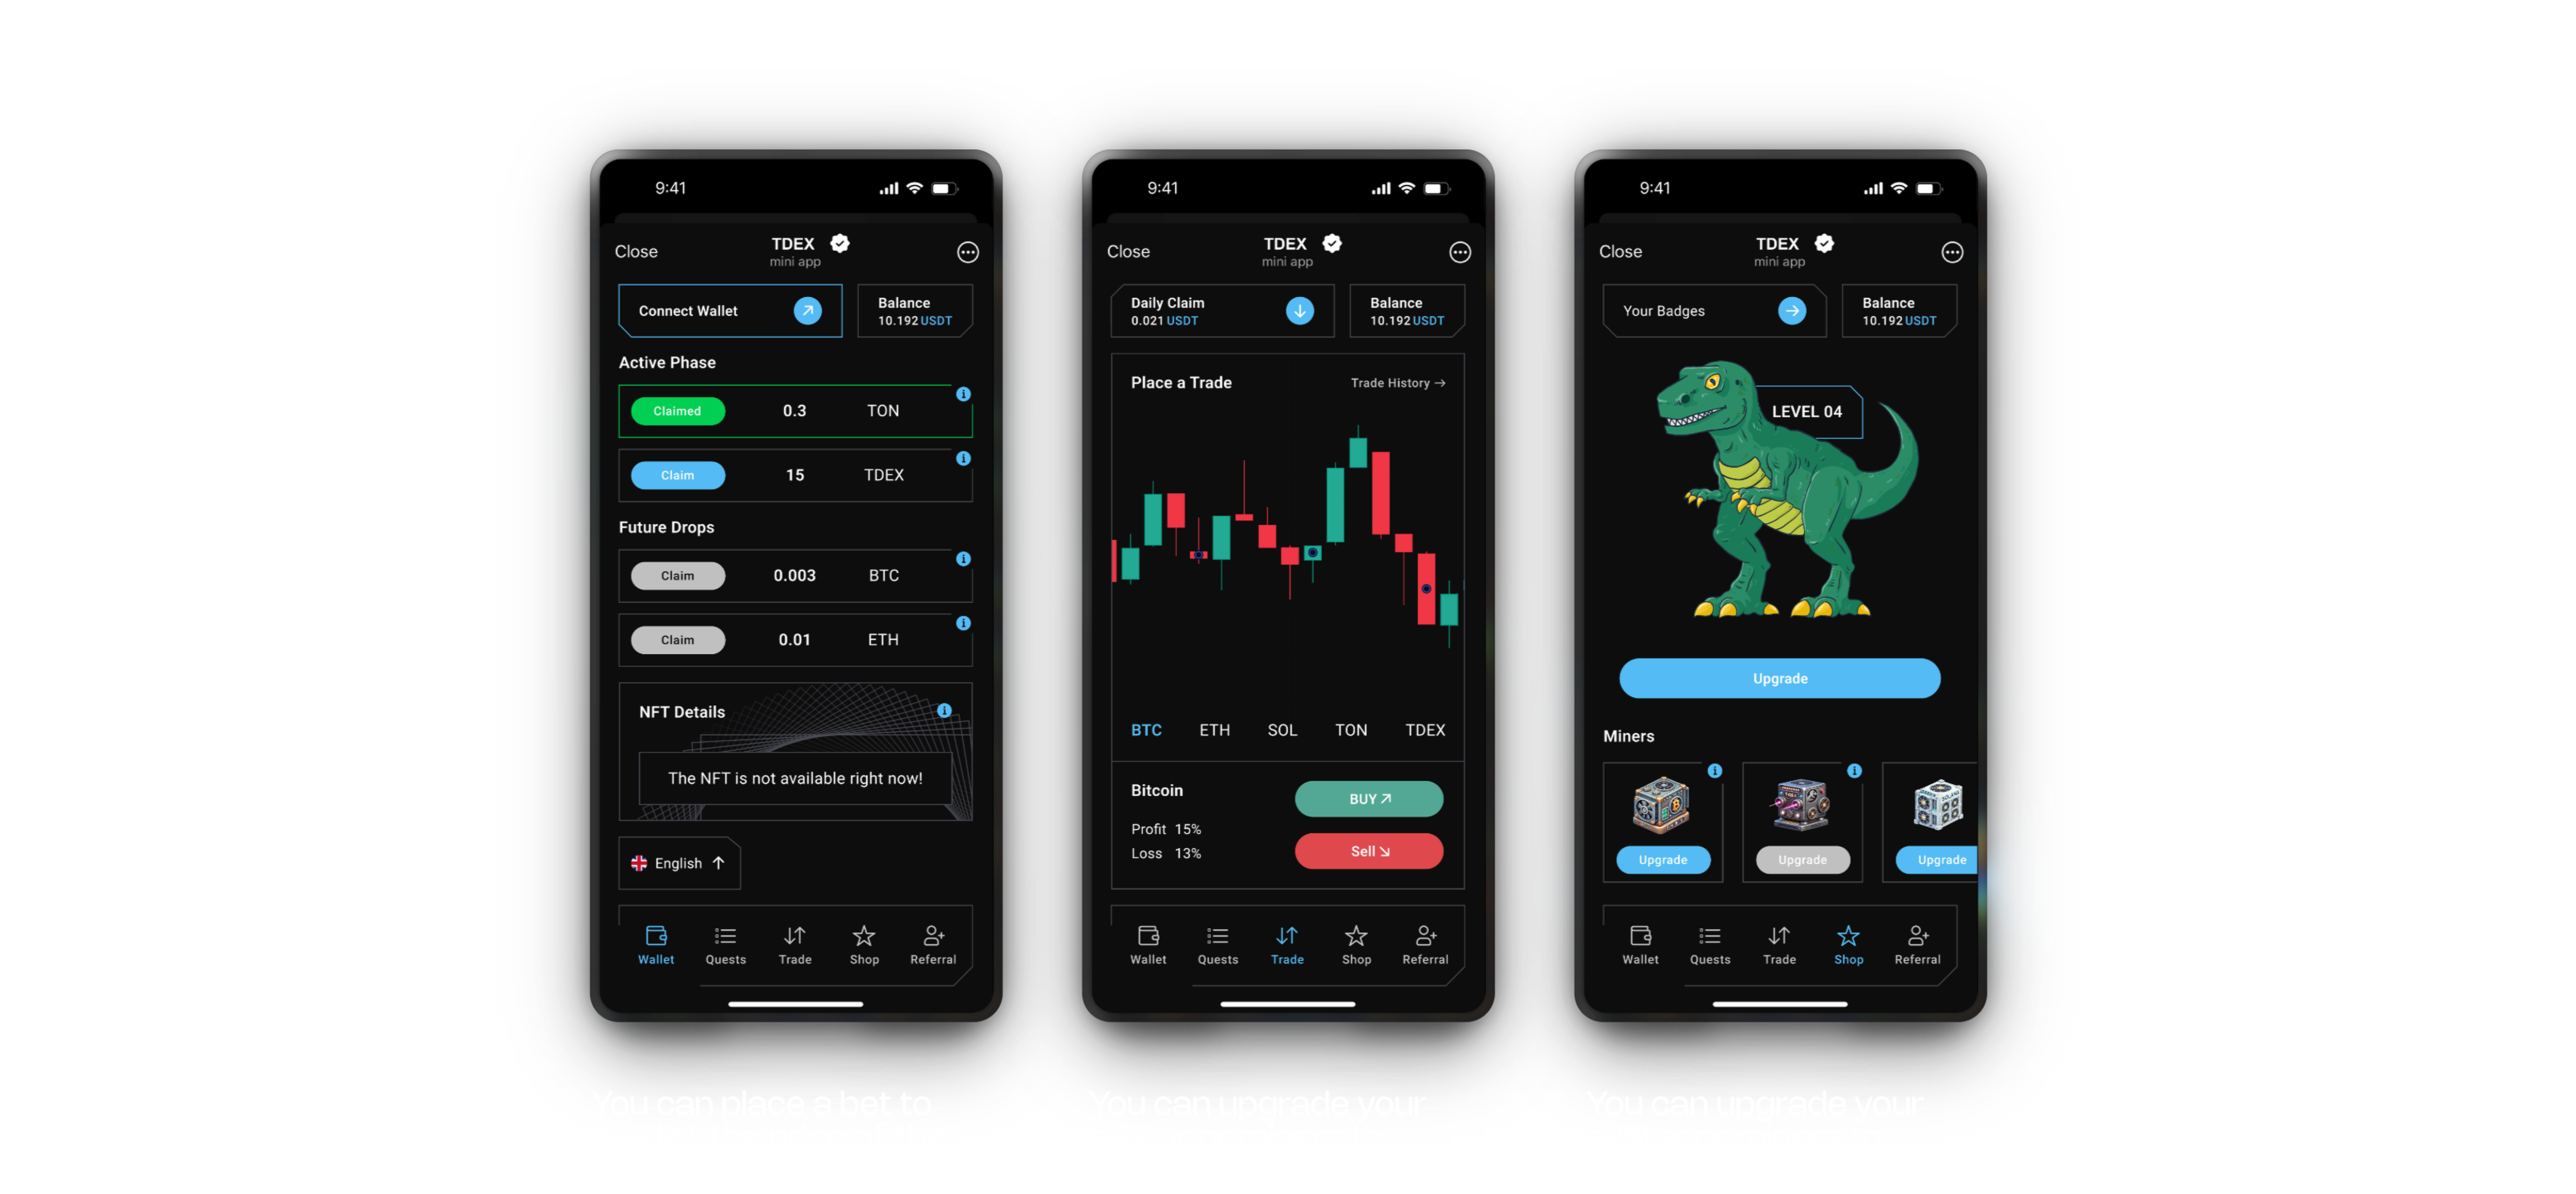 9:41
Close
TDEX
mini app
Connect Wallet
Balance
10.192 USDT
Active Phase
Claimed 0.3 TON
Claim 15 TDEX
Future Drops
Claim 0.003 BTC
Claim 0.01 ETH
NFT Details
The NFT is not available right now!
English
Wallet Quests Trade Shop Referral
You can place a bet to
9:41
Close
TDEX
mini app
Daily Claim
0.021 USDT
Balance
10.192 USDT
Place a Trade
Trade History →
BTC ETH SOL TON TDEX
Bitcoin
Profit 15%
Loss 13%
BUY ↗
Sell ↘
Wallet Quests Trade Shop Referral
You can upgrade your
9:41
Close
TDEX
mini app
Your Badges
Balance
10.192 USDT
LEVEL 04
Upgrade
Miners
Upgrade Upgrade Upgrade
Wallet Quests Trade Shop Referral
You can upgrade your